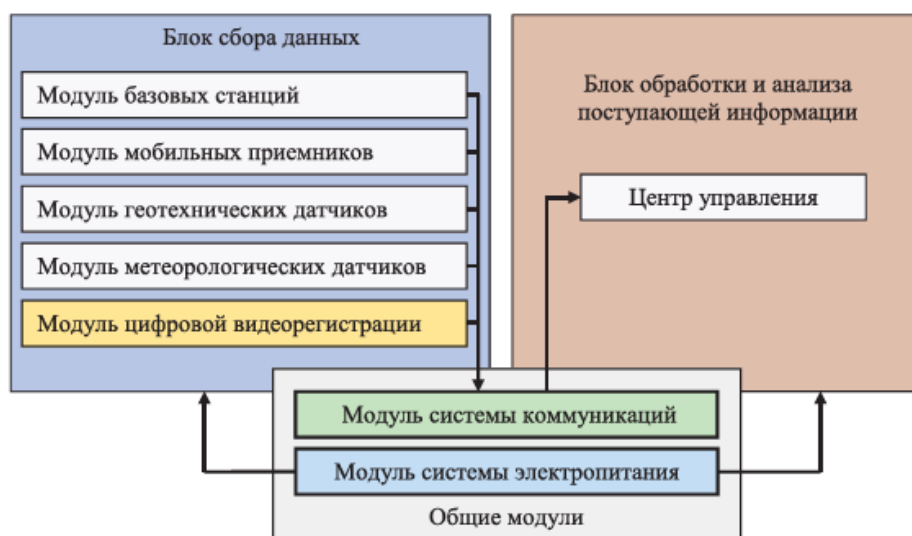 Блок сбора данных
Модуль базовых станций
Модуль мобильных приемников
Модуль геотехнических датчиков
Модуль метеорологических датчиков
Модуль цифровой видеорегистрации
Блок обработки и анализа
поступающей информации
Центр управления
Модуль системы коммуникаций
Модуль системы электропитания
Общие модули